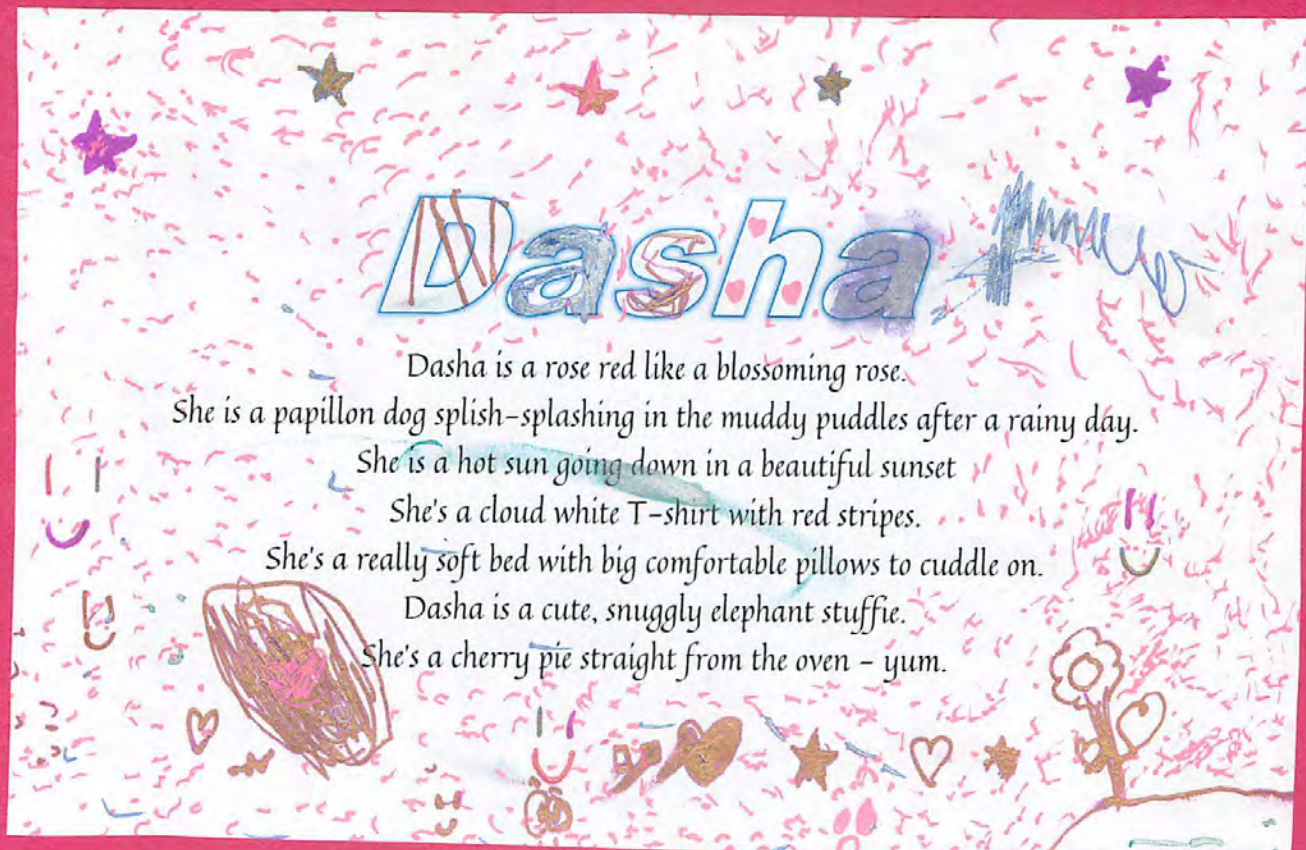 Dasha
Dasha is a rose red like a blossoming rose.
She is a papillon dog splish-splashing in the muddy puddles after a rainy day.
She is a hot sun going down in a beautiful sunset
She's a cloud white T-shirt with red stripes.
She's a really soft bed with big comfortable pillows to cuddle on.
Dasha is a cute, snuggly elephant stuffie.
She's a cherry pie straight from the oven - yum.